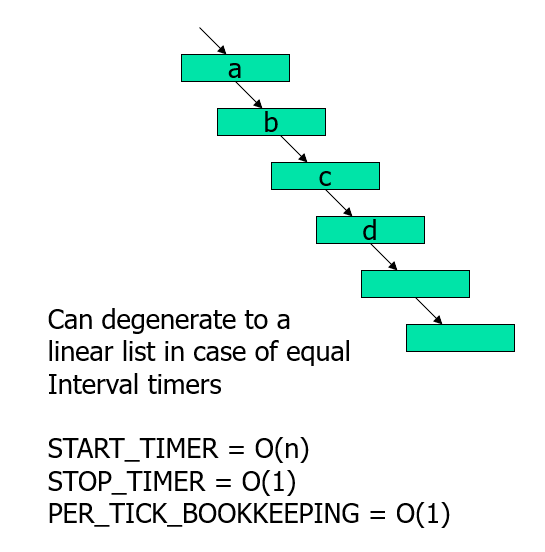 a
b
c
d
Can degenerate to a
linear list in case of equal
Interval timers
START_TIMER = O(n)
STOP_TIMER = O(1)
PER_TICK_BOOKKEEPING = O(1)